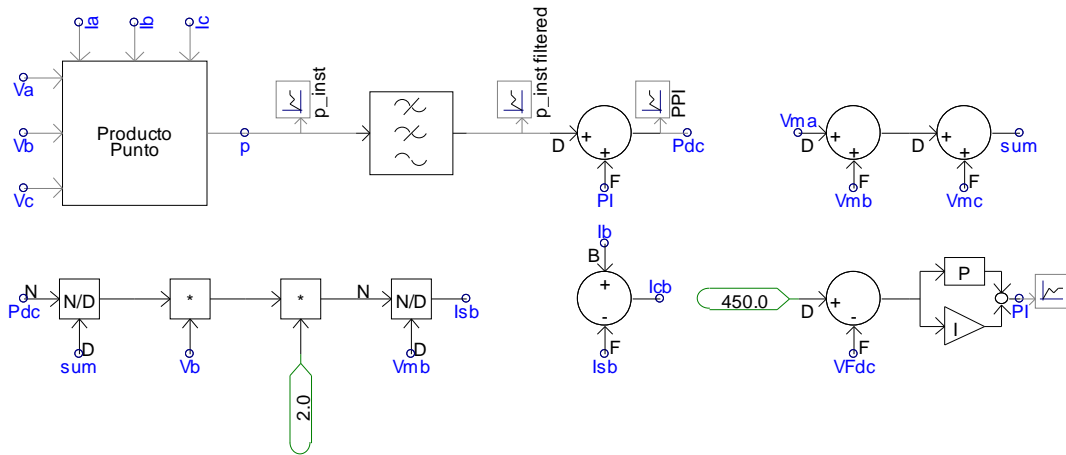 Ia
Ib
Ic
Va
Vb
Vc
Producto
Punto
p
p_inst
p_inst filtered
D
+
+
F
PI
PPI
Pdc
Vma
D
+
+
F
Vmb
D
+
+
F
Vmc
sum
N
Pdc
N/D
D
sum
*
Vb
*
2.0
N
N/D
D
Vmb
Isb
Ib
B
+
-
F
Isb
Icb
450.0
D
+
-
F
VFdc
P
I
PI